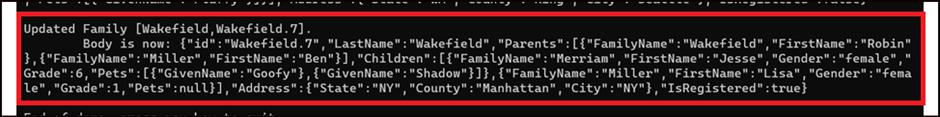 Updated Family [Wakefield,Wakefield.7].
Body is now: {"id":"Wakefield.7","LastName":"Wakefield","Parents":[{"FamilyName":"Wakefield","FirstName":"Robin"
},{"FamilyName":"Miller","FirstName":"Ben"}],"Children":[{"FamilyName":"Merriam","FirstName":"Jesse","Gender":"female","
Grade":6,"Pets":[{"GivenName":"Goofy"},{"GivenName":"Shadow"}]},{"FamilyName":"Miller","FirstName":"Lisa","Gender":"fema
le","Grade":1,"Pets":null}],"Address":{"State":"NY","County":"Manhattan","City":"NY"},"IsRegistered":true}